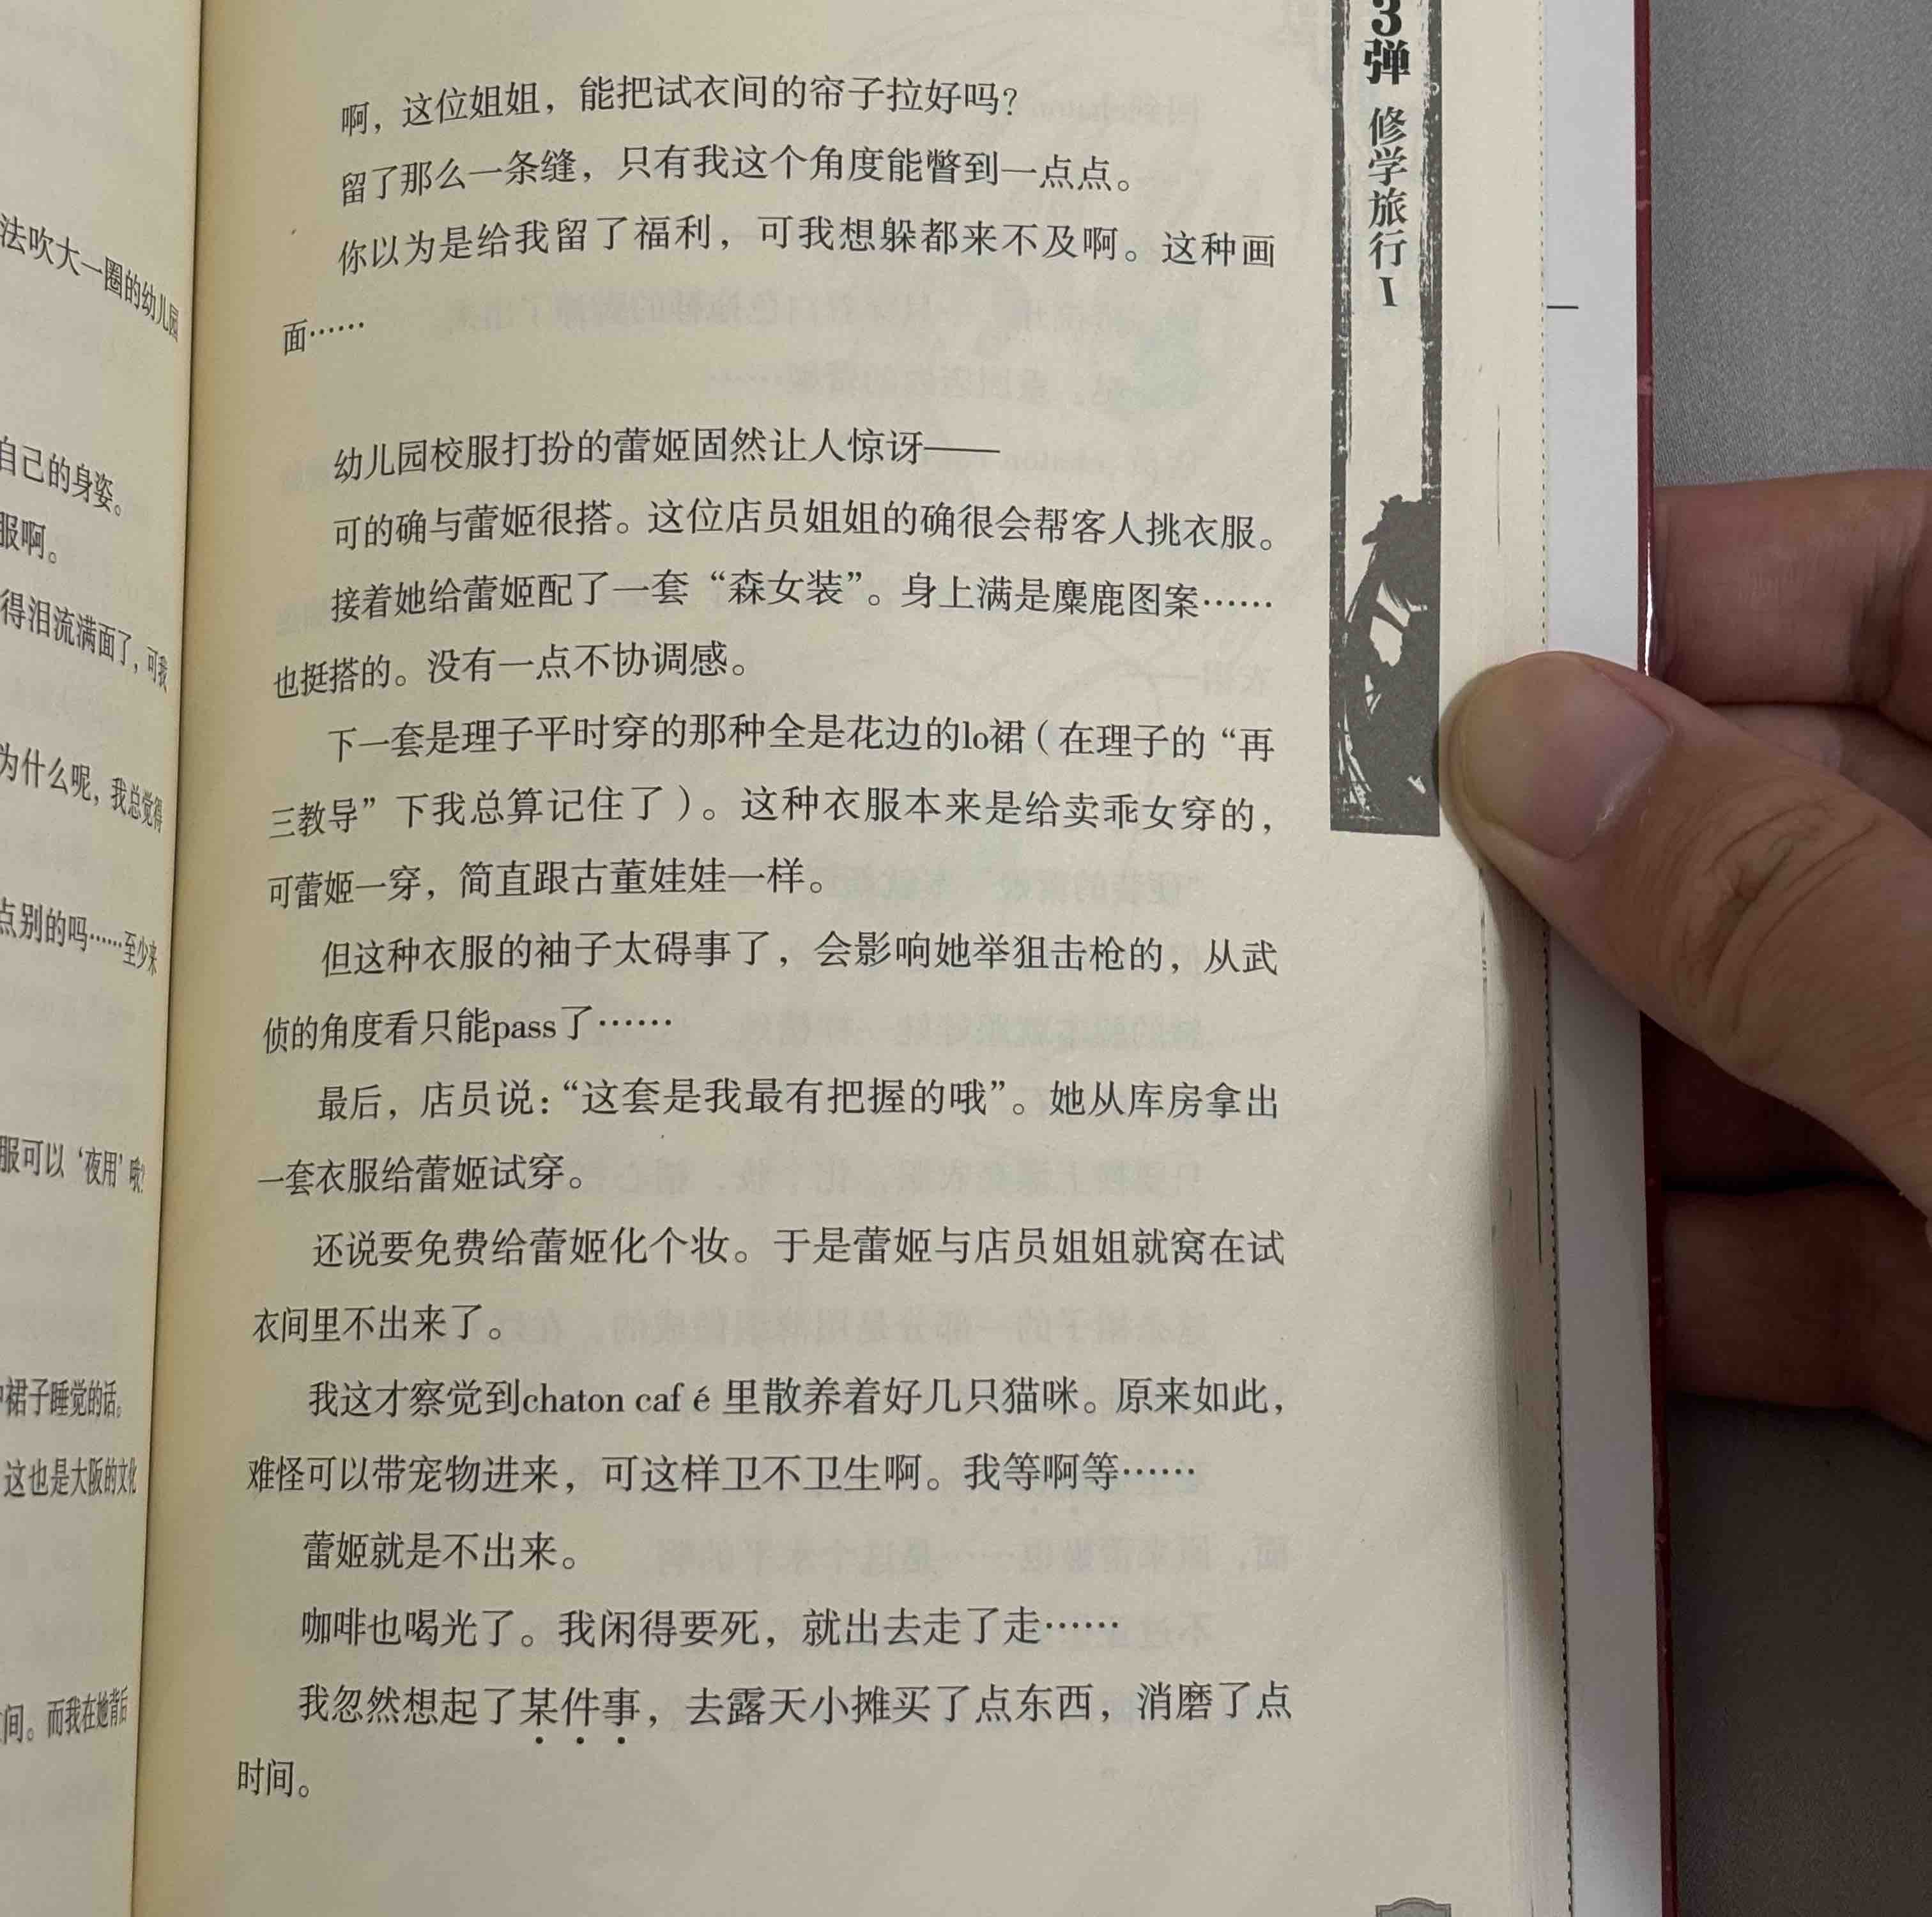 法吹大一圈的幼儿园
自己的身姿。
服啊。
得泪流满面了，可我
为什么呢，我总觉得
点别的吗……至少来
服可以‘夜用’哦？
裙子睡觉的话。
这也是大阪的文化
间。而我在她背后
啊，这位姐姐，能把试衣间的帘子拉好吗？
留了那么一条缝，只有我这个角度能瞥到一点点。
你以为是给我留了福利，可我想躲都来不及啊。这种画
面……
幼儿园校服打扮的蕾姬固然让人惊讶——
可的确与蕾姬很搭。这位店员姐姐的确很会帮客人挑衣服。
接着她给蕾姬配了一套“森女装”。身上满是麋鹿图案……
也挺搭的。没有一点不协调感。
下一套是理子平时穿的那种全是花边的lo裙（在理子的“再
三教导”下我总算记住了）。这种衣服本来是给卖乖女穿的，
可蕾姬一穿，简直跟古董娃娃一样。
但这种衣服的袖子太碍事了，会影响她举狙击枪的，从武
侦的角度看只能pass了……
最后，店员说：“这套是我最有把握的哦”。她从库房拿出
一套衣服给蕾姬试穿。
还说要免费给蕾姬化个妆。于是蕾姬与店员姐姐就窝在试
衣间里不出来了。
我这才察觉到chaton caf é 里散养着好几只猫咪。原来如此，
难怪可以带宠物进来，可这样卫不卫生啊。我等啊等……
蕾姬就是不出来。
咖啡也喝光了。我闲得要死，就出去走了走……
我忽然想起了某件事，去露天小摊买了点东西，消磨了点
时间。
3弹 修学旅行I